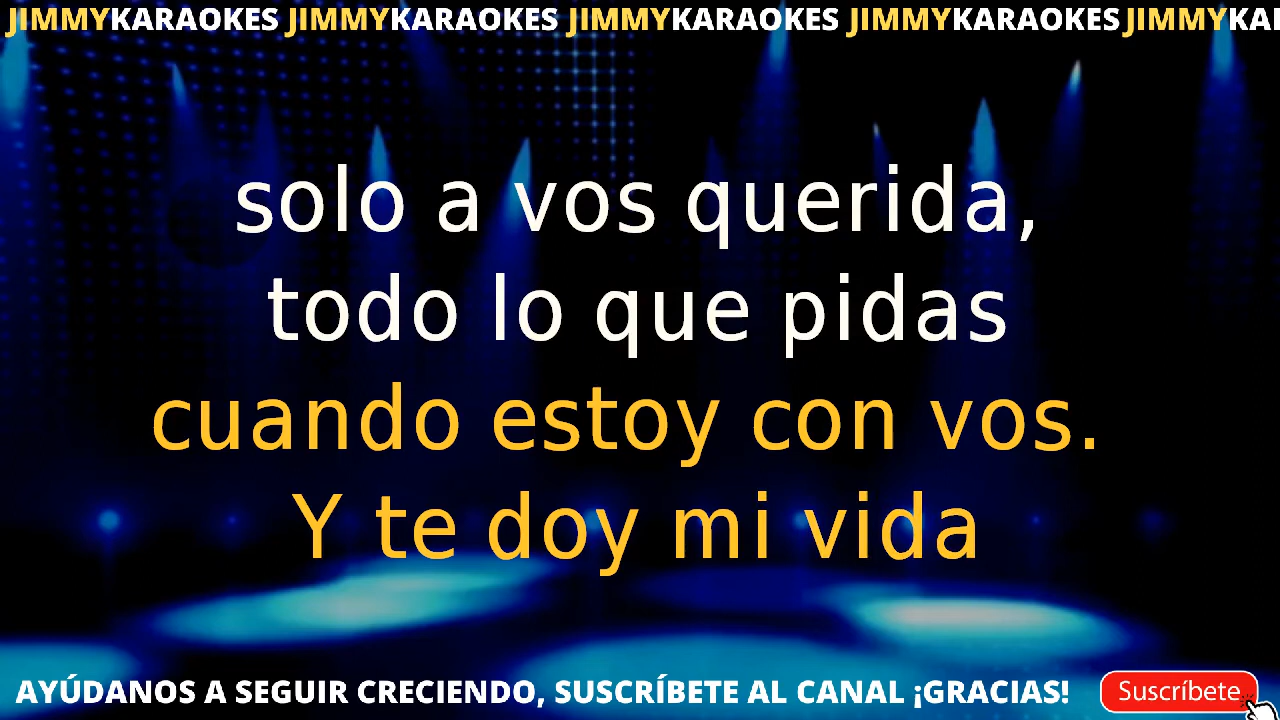 JIMMYKARAOKES JIMMYKARAOKES JIMMYKARAOKES JIMMYKARAOKES JIMMYKA
solo a vos querida,
todo lo que pidas
cuando estoy con vos.
Y te doy mi vida
AYÚDANOS A SEGUIR CRECIENDO, SUSCRÍBETE AL CANAL ¡GRACIAS! Suscríbete